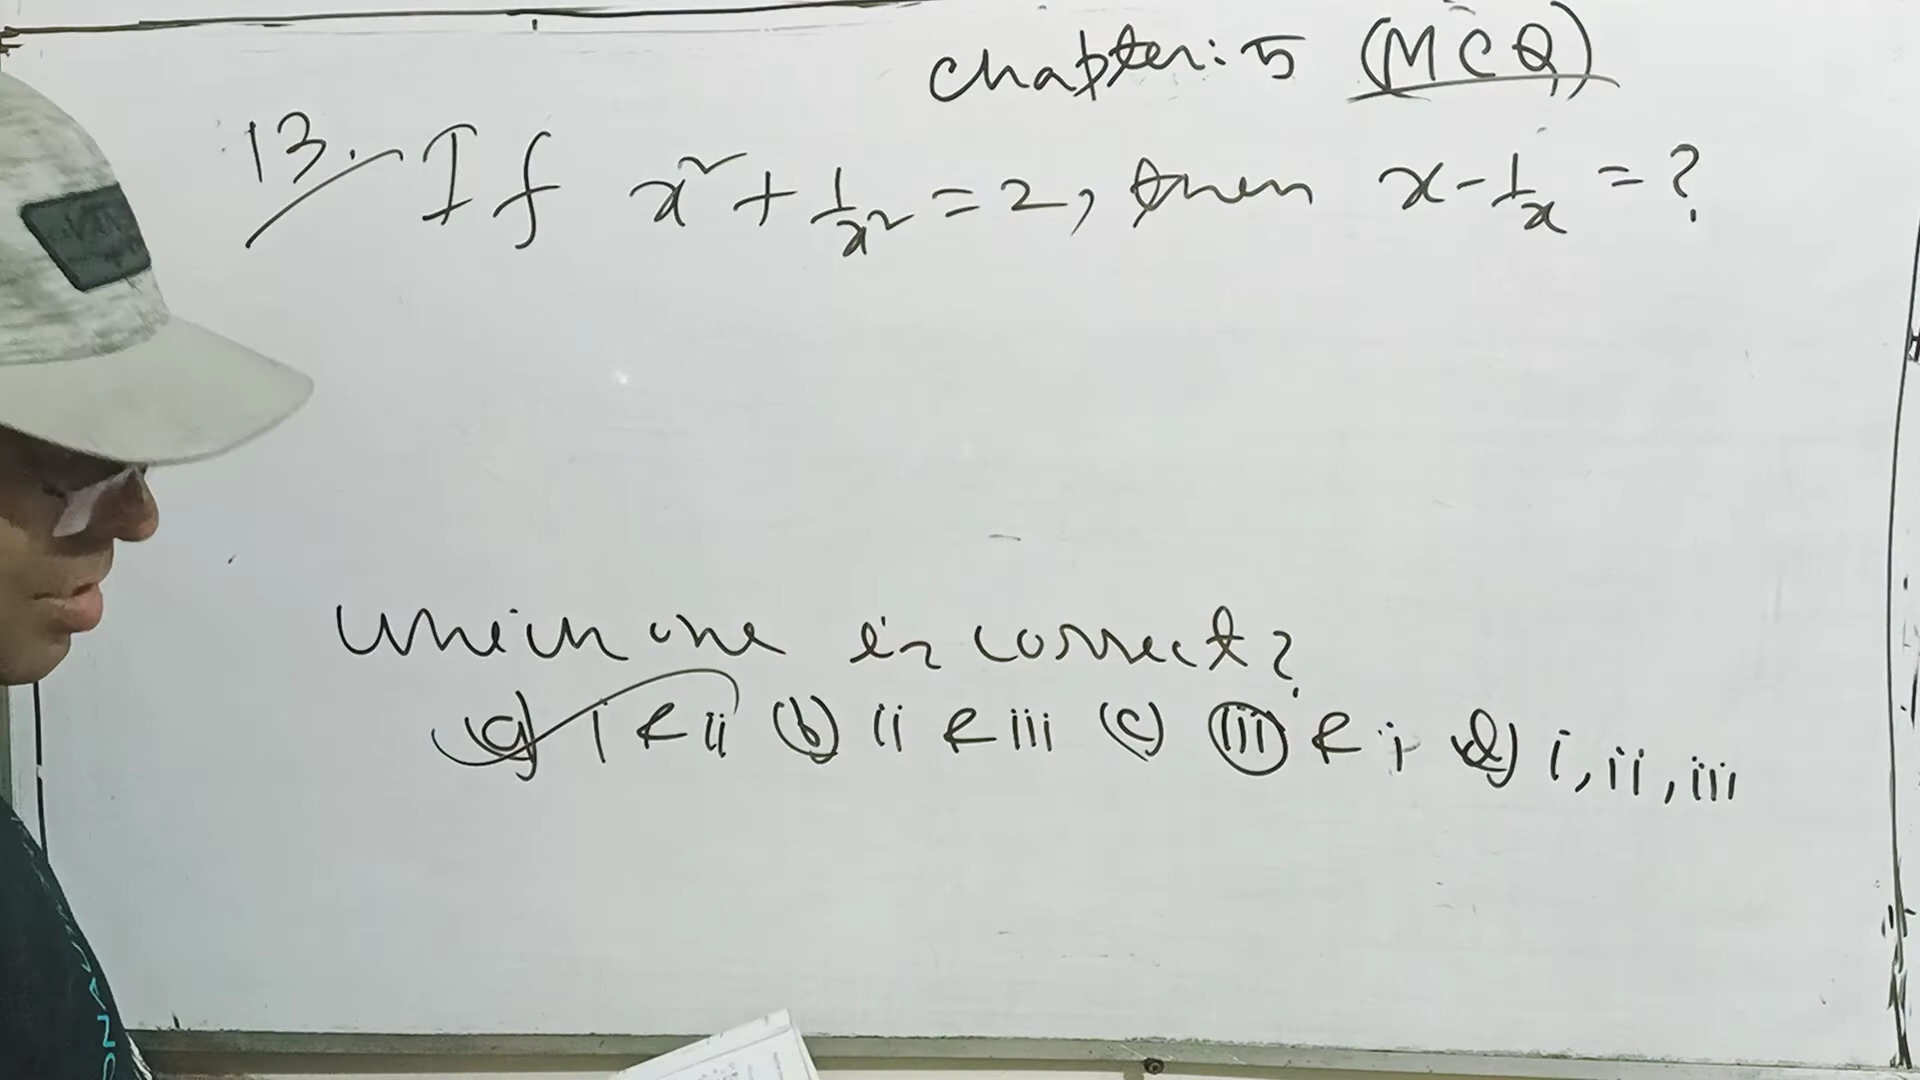 chapter: 5 (MCQ)
13. If x² + 1/x² = 2, then x - 1/x = ?
which one is correct?
(a) i & ii (b) ii & iii (c) iii & i (d) i, ii, iii